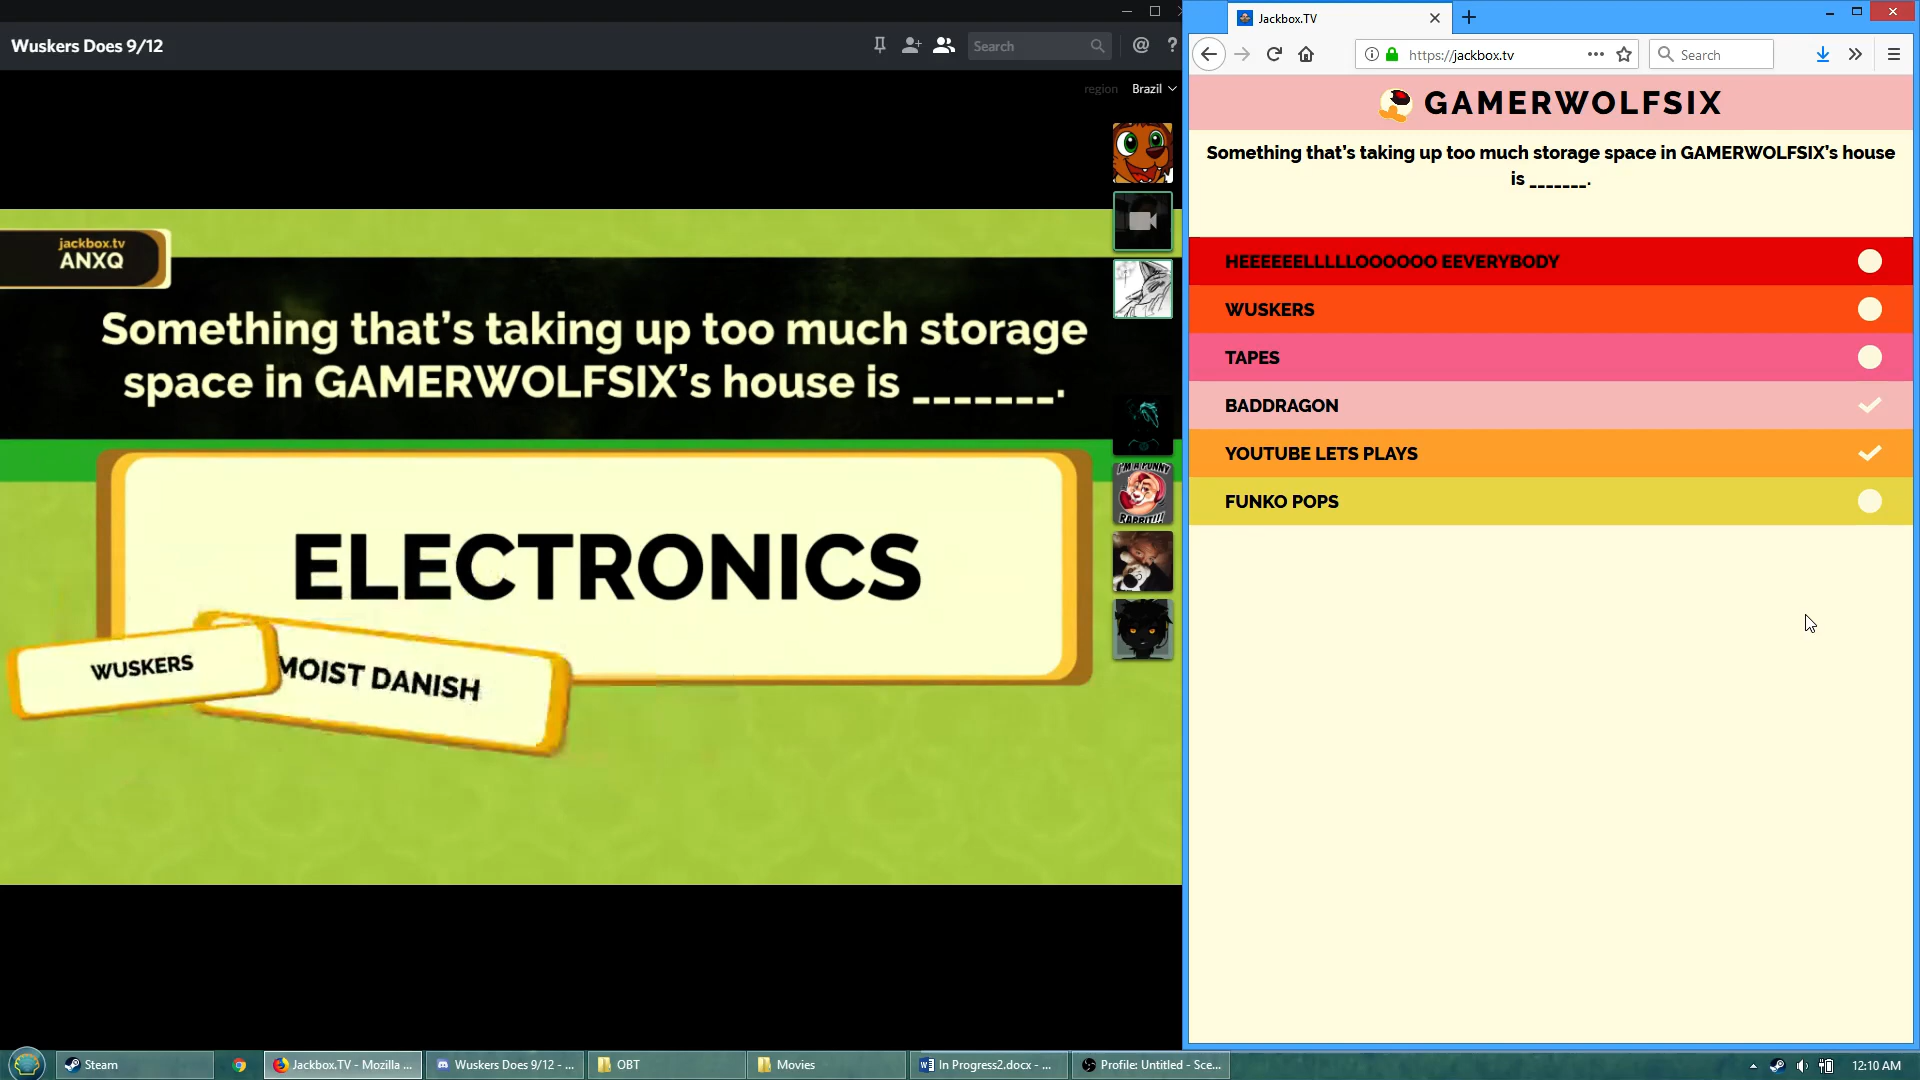 Wuskers Does 9/12
Search
region Brazil
jackbox.tv
ANXQ
Something that's taking up too much storage
space in GAMERWOLFSIX's house is _______.
ELECTRONICS
WUSKERS
MOIST DANISH
I'M A FUNNY
RABBIT!!!
Jackbox.TV
https://jackbox.tv
Search
GAMERWOLFSIX
Something that's taking up too much storage space in GAMERWOLFSIX's house
is _______.
HEEEEEELLLLLOOOOOO EEVERYBODY
WUSKERS
TAPES
BADDRAGON
YOUTUBE LETS PLAYS
FUNKO POPS
Steam
Jackbox.TV - Mozilla ...
Wuskers Does 9/12 - ...
OBT
Movies
In Progress2.docx - ...
Profile: Untitled - Sce...
12:10 AM